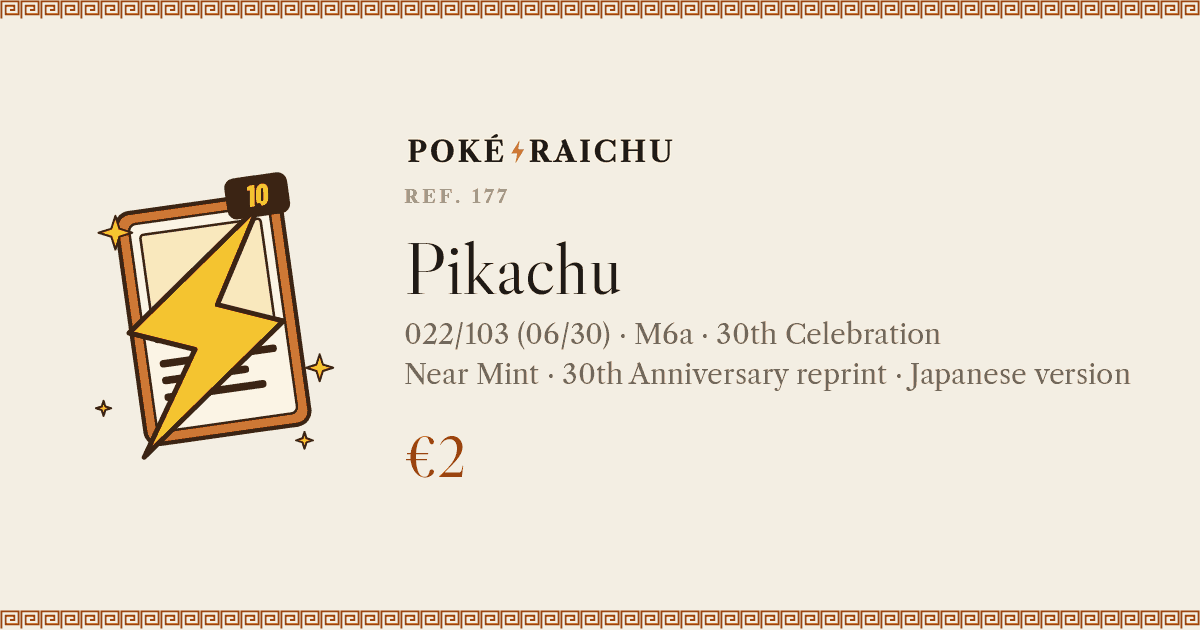 POKÉ RAICHU
REF. 177
10
Pikachu
022/103 (06/30) · M6a · 30th Celebration
Near Mint · 30th Anniversary reprint · Japanese version
€2